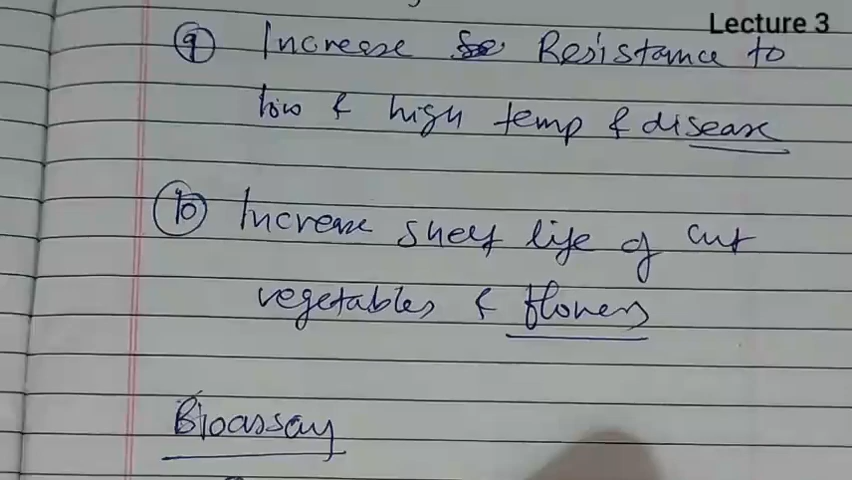 Lecture 3
9 Increase Resistance to
low & high temp & disease
10 Increase shelf life of cut
vegetables & flowers
Bioassay